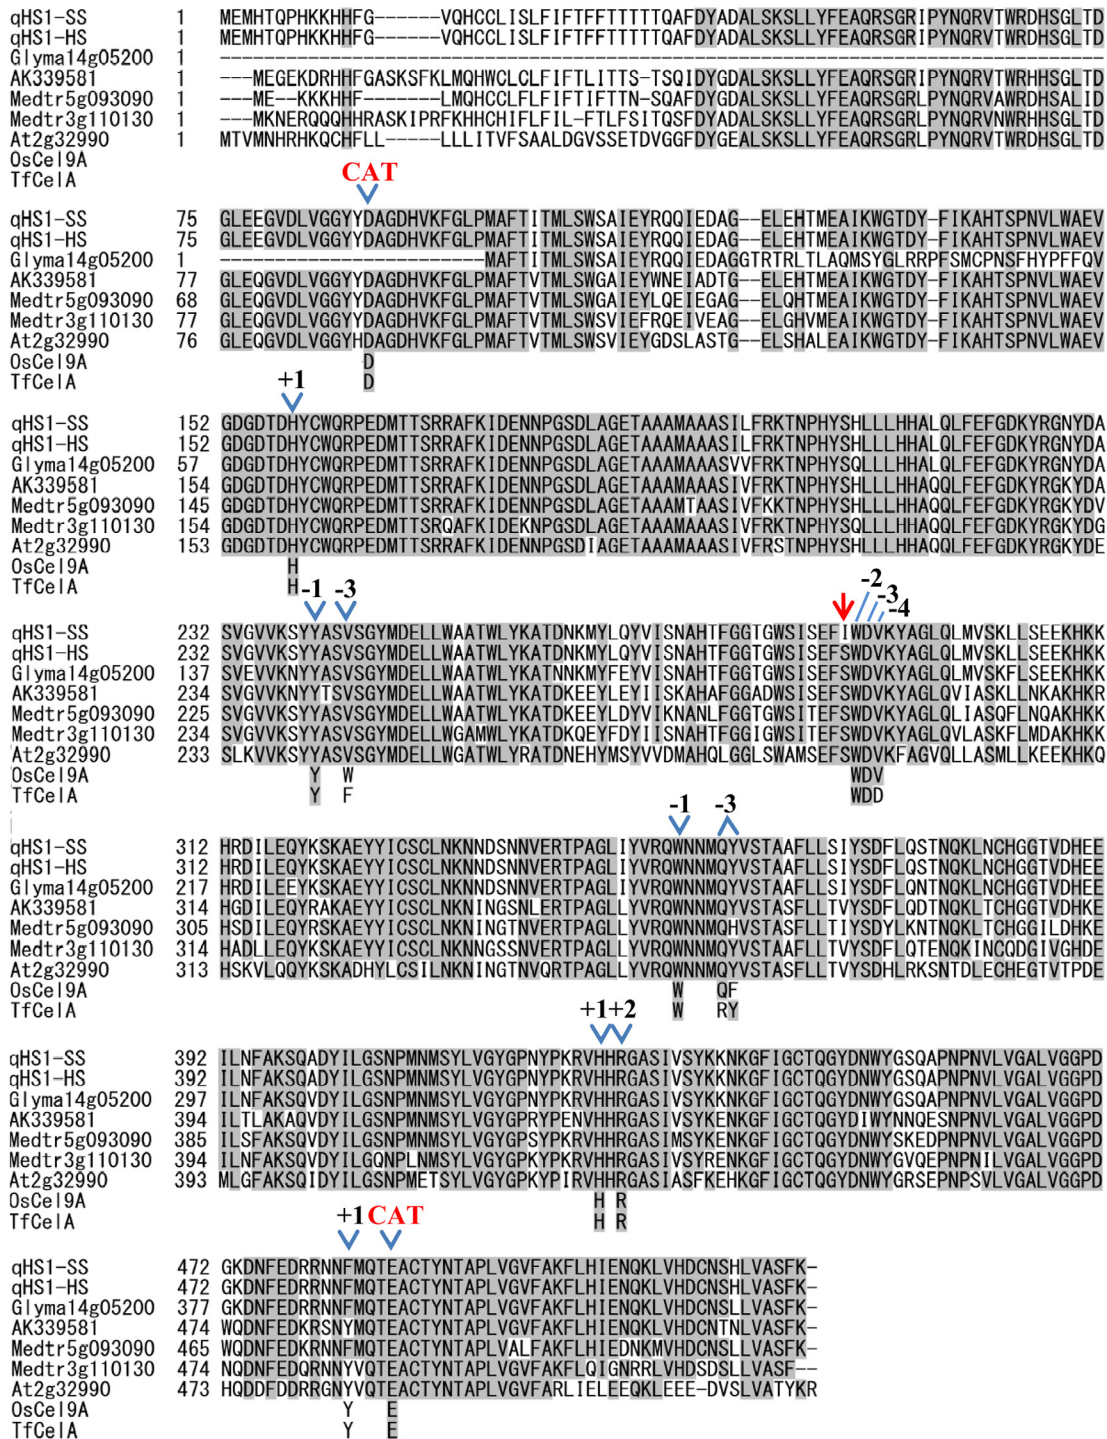 qHS1-SS 1 MEMHTQPHKKHHFG------VQHCCLISLFIFTFFTTTTTQAFDYADALSKSLLYFEAQRSGRIPYNQRVTWRDHSGLTD
qHS1-HS 1 MEMHTQPHKKHHFG------VQHCCLISLFIFTFFTTTTTQAFDYADALSKSLLYFEAQRSGRIPYNQRVTWRDHSGLTD
Glyma14g05200 1 --------------------------------------------------------------------------------
AK339581 1 ---MEGEKDRHHFGASKSFKLMQHWCLCLFIFTLITTS-TSQIDYGDALSKSLLYFEAQRSGRLPYNQRVTWRHHSGLTD
Medtr5g093090 1 ---ME--KKKHHF-------LMQHCCLFLFIFTIFTTN-SQAFDYGDALSKSLLYFEAQRSGRLPYNQRVAWRDHSALID
Medtr3g110130 1 ---MKNERQQQHHRASKIPRFKHHCHIFLFIL-FTLFSITQSFDYADALSKSLLYFEAQRSGRLPYNQRVNWRDHSALTD
At2g32990 1 MTVMNHRHKQCHFLL-----LLLITVFSAALDGVSSETDVGGFDYGEALSKSLLYFEAQRSGRLPYNQRVTWRDHSGLTD
OsCel9A
TfCelA
CAT
qHS1-SS 75 GLEEGVDLVGGYYDAGDHVKFGLPMAFTITMLSWSAIEYRQQIEDAG--ELEHTMEAIKWGTDY-FIKAHTSPNVLWAEV
qHS1-HS 75 GLEEGVDLVGGYYDAGDHVKFGLPMAFTITMLSWSAIEYRQQIEDAG--ELEHTMEAIKWGTDY-FIKAHTSPNVLWAEV
Glyma14g05200 1 ------------------------MAFTITMLSWSAIEYRQQIEDAGGTRTRLTLAQMSYGLRRPFSMCPNSFHYPFFQV
AK339581 77 GLEQGVDLVGGYYDAGDHVKFGLPMAFTVTMLSWSAIEYWNEIADTG--ELEHTMEAIKWGTDY-FIKAHTSPNVLWAEV
Medtr5g093090 68 GLEQGVDLVGGYYDAGDHVKFGLPMAFTVTMLSWGAIEYLQEIEGAG--ELQHTMEAIKWGTDY-FIKAHTSPNVLWAEV
Medtr3g110130 77 GLEQGVDLVGGYYDAGDHVKFGLPMAFTVTMLSWSVIEFRQEIVEAG--ELGHVMEAIKWGTDY-FIKAHTSPNVLWAEV
At2g32990 76 GLEQGVDLVGGYHDAGDHVKFGLPMAFTVTMLSWSVIEYGDSLASTG--ELSHALEAIKWGTDY-FIKAHTSPNVLWAEV
OsCel9A D
TfCelA D
+1
qHS1-SS 152 GDGDTDHYCWQRPEDMTTSRRAFKIDENNPGSDLAGETAAAMAAASILFRKTNPHYSHLLLHHALQLFEFGDKYRGNYDA
qHS1-HS 152 GDGDTDHYCWQRPEDMTTSRRAFKIDENNPGSDLAGETAAAMAAASILFRKTNPHYSHLLLHHALQLFEFGDKYRGNYDA
Glyma14g05200 57 GDGDTDHYCWQRPEDMTTSRRAFKIDENNPGSDLAGETAAAMAAASVVFRKTNPHYSQLLLHHALQLFEFGDKYRGNYDA
AK339581 154 GDGDTDHYCWQRPEDMTTSRRAFKIDENNPGSDLAGETAAAMAAASIVFRKTNPHYSHLLLHHAQQLFEFGDKYRGKYDA
Medtr5g093090 145 GDGDTDHYCWQRPEDMTTSRRAFKIDENNPGSDLAGETAAAMTAASIVFKKTNPHYSHLLLHHALQLFEFGDKYRGKYDV
Medtr3g110130 154 GDGDTDHYCWQRPEDMTTSRQAFKIDEKNPGSDLAGETAAAMAAASIVFRKTNPHYSQLLLHHAQQLFEFGDKYRGKYDG
At2g32990 153 GDGDTDHYCWQRPEDMTTSRRAFKIDENNPGSDIAGETAAAMAAASIVFRSTNPHYSHLLLHHAQQLFEFGDKYRGKYDE
OsCel9A H
TfCelA H
-1 -3 -2 -3 -4
qHS1-SS 232 SVGVVKSYYASVSGYMDELLWAATWLYKATDNKMYLQYVISNAHTFGGTGWSISEFIWDVKYAGLQLMVSKLLSEEKHKK
qHS1-HS 232 SVGVVKSYYASVSGYMDELLWAATWLYKATDNKMYLQYVISNAHTFGGTGWSISEFSWDVKYAGLQLMVSKLLSEEKHKK
Glyma14g05200 137 SVEVVKNYYASVSGYMDELLWAATWLYKATDNKMYFEYVISNAHTFGGTGWSISEFSWDVKYAGLQLMVSKLLSEEKHKK
AK339581 234 SVGVVKNYYTSVSGYMDELLWAATWLYKATDKEEYLEYIISKAHAFGGADWSISEFSWDVKYAGLQVIASKLLNKAKHKR
Medtr5g093090 225 SVGVVKSYYASVSGYMDELLWAATWLYKATDKEEYLDYVIKNANLFGGTGWSITEFSWDVKYAGLQLIASQFLNQAKHKK
Medtr3g110130 234 SVGVVKSYYASVSGYMDELLWGAMWLYKATDKQEYFDYIISNAHTFGGIGWSITEFSWDVKYAGLQVLASKFLMDAKHKK
At2g32990 233 SLKVVKSYYASVSGYMDELLWGATWLYRATDNEHYMSYVVDMAHQLGGLSWAMSEFSWDVKFAGVQLLASMLLKEEKHKQ
OsCel9A Y W WDV
TfCelA Y F WDD
-1 -3
qHS1-SS 312 HRDILEQYKSKAEYYICSCLNKNNDSNNVERTPAGLIYVRQWNNMQYVSTAAFLLSIYSDFLQSTNQKLNCHGGTVDHEE
qHS1-HS 312 HRDILEQYKSKAEYYICSCLNKNNDSNNVERTPAGLIYVRQWNNMQYVSTAAFLLSIYSDFLQSTNQKLNCHGGTVDHEE
Glyma14g05200 217 HRDILEEYKSKAEYYICSCLNKNNDSNNVERTPAGLIYVRQWNNMQYVSTAAFLLSIYSDFLQNTNQKLNCHGGTVDHEE
AK339581 314 HGDILEQYRAKAEYYICSCLNKNINGSNLERTPAGLLYVRQWNNMQYVSTASFLLTVYSDFLQDTNQKLTCHGGTVDHKE
Medtr5g093090 305 HSDILEQYKSKAEYYICSCLNKNINGTNVERTPAGLLYVRQWNNMQHVSTASFLLTIYSDYLKNTNQKLTCHGGILDHKE
Medtr3g110130 314 HADLLEQYKSKAEYYICSCLNKNNGSSNVERTPAGLLYVRQWNNMQYVSTAAFLLTVYSDFLQTENQKINCQDGIVGHDE
At2g32990 313 HSKVLQQYKSKADHYLCSILNKNINGTNVQRTPAGLLYVRQWNNMQYVSTASFLLTVYSDHLRKSNTDLECHEGTVTPDE
OsCel9A W QF
TfCelA W RY
+1 +2
qHS1-SS 392 ILNFAKSQADYILGSNPMNMSYLVGYGPNYPKRVHHRGASIVSYKKNKGFIGCTQGYDNWYGSQAPNPNVLVGALVGGPD
qHS1-HS 392 ILNFAKSQADYILGSNPMNMSYLVGYGPNYPKRVHHRGASIVSYKKNKGFIGCTQGYDNWYGSQAPNPNVLVGALVGGPD
Glyma14g05200 297 ILNFAKSQADYILGSNPMNMSYLVGYGPNYPKRVHHRGASIVSYKKNKGFIGCTQGYDNWYGSQAPNPNVLVGALVGGPD
AK339581 394 ILTLAKAQVDYILGSNPMNMSYLVGYGPNYPENVHHRGASIVSYKENKGFIGCTQGYDIWYNNQESNPNVLVGALVGGPD
Medtr5g093090 385 ILSFAKSQVDYILGSNPMNMSYLVGYGPSYPKRVHHRGASIMSYKENKGFIGCTQGYDNWYSKEDPNPNVLVGALVGGPD
Medtr3g110130 394 ILNFAKSQVDYILGQNPLNMSYLVGYGPKYPKRVHHRGASIVSYRENKGFIGCTQGYDNWYGVQEPNPNILVGALVGGPD
At2g32990 393 MLGFAKSQIDYILGSNPMETSYLVGYGPKYPIRVHHRGASIASFKEHKGFIGCTQGYDNWYGRSEPNPSVLVGALVGGPD
OsCel9A H R
TfCelA H R
+1 CAT
qHS1-SS 472 GKDNFEDRRNNFMQTEACTYNTAPLVGVFAKFLHIENQKLVHDCNSHLVASFK-
qHS1-HS 472 GKDNFEDRRNNFMQTEACTYNTAPLVGVFAKFLHIENQKLVHDCNSHLVASFK-
Glyma14g05200 377 GKDNFEDRRNNFMQTEACTYNTAPLVGVFAKFLHIENQKLVHDCNSLLVASFK-
AK339581 474 WQDNFEDKRSNYMQTEACTYNTAPLVGVFAKFLHIENQKLVHDCNTNLVASFK-
Medtr5g093090 465 WQDNFEDKRNNFMQTEACTYNTAPLVALFAKFLHIEDNKMVHDCNSLLVASFK-
Medtr3g110130 474 NQDNFEDQRNNYVQTEACTYNTAPLVGVFAKFLQIGNRRLVHDSDSLVASF--
At2g32990 473 HQDDFDDRRGNYVQTEACTYNTAPLVGVFARLIELEEQKLEEE-DVSLVATYKR
OsCel9A Y E
TfCelA Y E